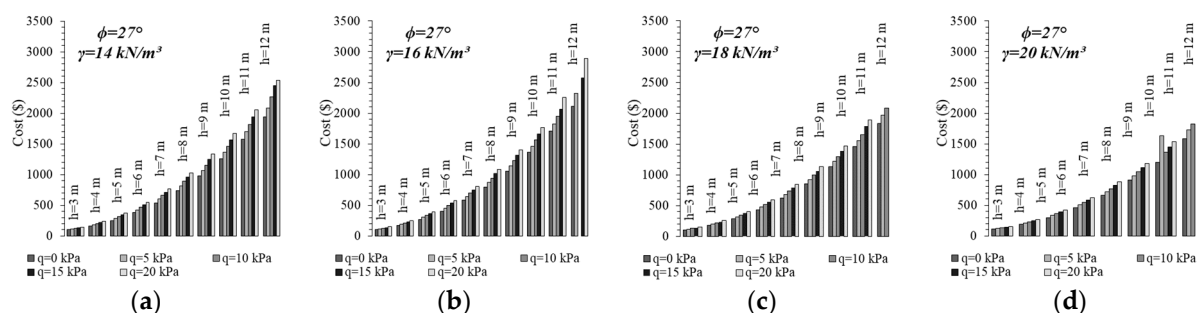 ϕ=27°
γ=14 kN/m³
Cost ($)
3500
3000
2500
2000
1500
1000
500
0
h=3 m
h=4 m
h=5 m
h=6 m
h=7 m
h=8 m
h=9 m
h=10 m
h=11 m
h=12 m
q=0 kPa q=5 kPa q=10 kPa
q=15 kPa q=20 kPa
(a)
ϕ=27°
γ=16 kN/m³
Cost ($)
3500
3000
2500
2000
1500
1000
500
0
h=3 m
h=4 m
h=5 m
h=6 m
h=7 m
h=8 m
h=9 m
h=10 m
h=11 m
h=12 m
q=0 kPa q=5 kPa q=10 kPa
q=15 kPa q=20 kPa
(b)
ϕ=27°
γ=18 kN/m³
Cost ($)
3500
3000
2500
2000
1500
1000
500
0
h=3 m
h=4 m
h=5 m
h=6 m
h=7 m
h=8 m
h=9 m
h=10 m
h=11 m
h=12 m
q=0 kPa q=5 kPa q=10 kPa
q=15 kPa q=20 kPa
(c)
ϕ=27°
γ=20 kN/m³
Cost ($)
3500
3000
2500
2000
1500
1000
500
0
h=3 m
h=4 m
h=5 m
h=6 m
h=7 m
h=8 m
h=9 m
h=10 m
h=11 m
h=12 m
q=0 kPa q=5 kPa q=10 kPa
q=15 kPa q=20 kPa
(d)